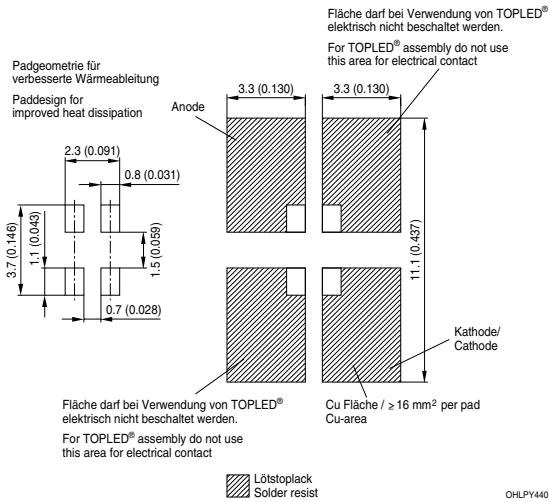 Fläche darf bei Verwendung von TOPLED®
elektrisch nicht beschaltet werden.
For TOPLED® assembly do not use
this area for electrical contact
Padgeometrie für
verbesserte Wärmeableitung
Paddesign for
improved heat dissipation
Anode
3.3 (0.130)
3.3 (0.130)
2.3 (0.091)
0.8 (0.031)
3.7 (0.146)
1.1 (0.043)
1.5 (0.059)
0.7 (0.028)
11.1 (0.437)
Kathode/
Cathode
Fläche darf bei Verwendung von TOPLED®
elektrisch nicht beschaltet werden.
For TOPLED® assembly do not use
this area for electrical contact
Cu Fläche / ≥ 16 mm² per pad
Cu-area
Lötstoplack
Solder resist
OHLPY440